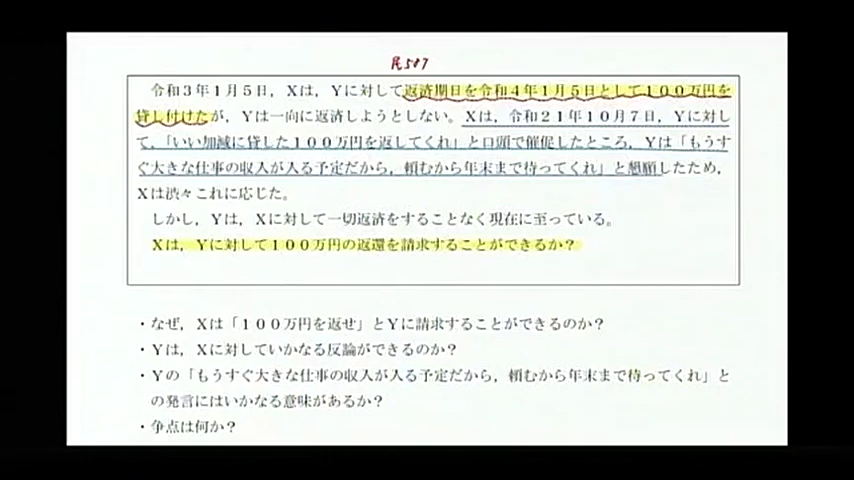 民587
令和3年1月5日，Xは，Yに対して返済期日を令和4年1月5日として100万円を
貸し付けたが，Yは一向に返済しようとしない。Xは，令和21年10月7日，Yに対し
て，「いい加減に貸した100万円を返してくれ」と口頭で催促したところ，Yは「もうす
ぐ大きな仕事の収入が入る予定だから，頼むから年末まで待ってくれ」と懇願したため，
Xは渋々これに応じた。
しかし，Yは，Xに対して一切返済をすることなく現在に至っている。
Xは，Yに対して100万円の返還を請求することができるか？
・なぜ，Xは「100万円を返せ」とYに請求することができるのか？
・Yは，Xに対していかなる反論ができるのか？
・Yの「もうすぐ大きな仕事の収入が入る予定だから，頼むから年末まで待ってくれ」と
の発言にはいかなる意味があるか？
・争点は何か？